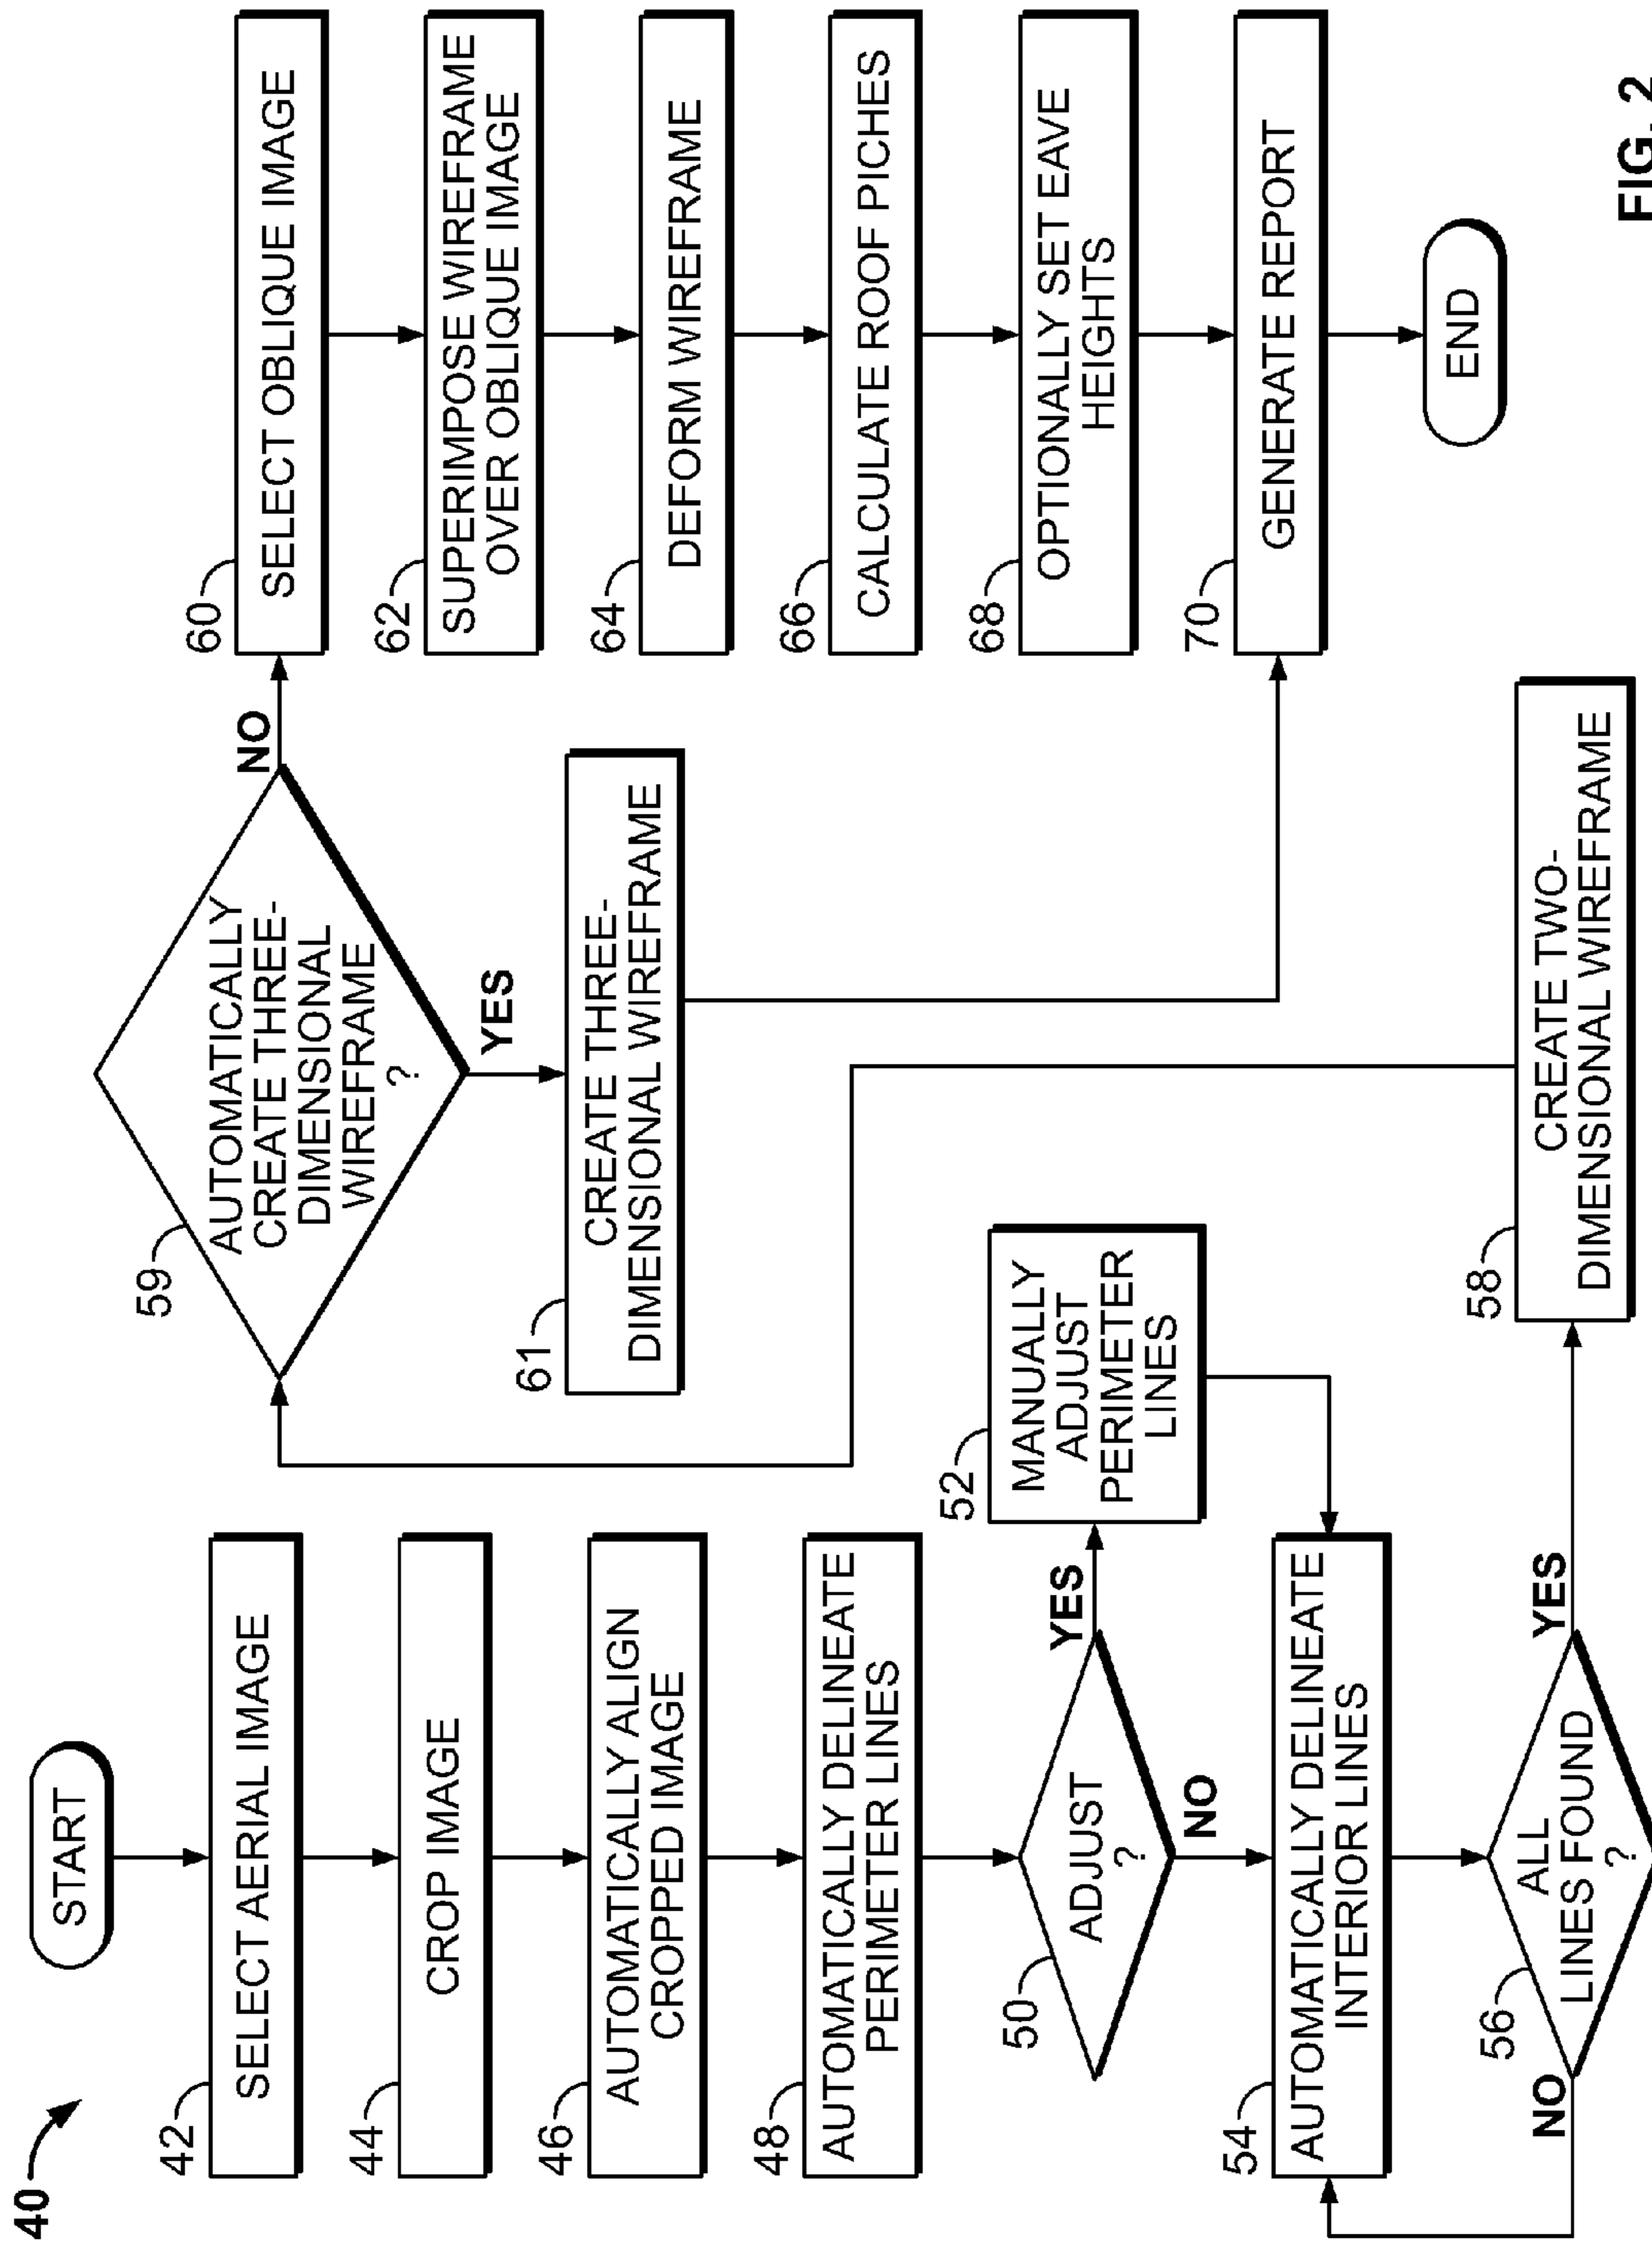 40
START
42
SELECT AERIAL IMAGE
44
CROP IMAGE
46
AUTOMATICALLY ALIGN
CROPPED IMAGE
48
AUTOMATICALLY DELINEATE
PERIMETER LINES
50
ADJUST
?
YES
NO
52
MANUALLY
ADJUST
PERIMETER
LINES
54
AUTOMATICALLY DELINEATE
INTERIOR LINES
56
ALL
LINES FOUND
?
NO
YES
58
CREATE TWO-
DIMENSIONAL WIREFRAME
59
AUTOMATICALLY
CREATE THREE-
DIMENSIONAL
WIREFRAME
?
NO
YES
61
CREATE THREE-
DIMENSIONAL WIREFRAME
60
SELECT OBLIQUE IMAGE
62
SUPERIMPOSE WIREFRAME
OVER OBLIQUE IMAGE
64
DEFORM WIREFRAME
66
CALCULATE ROOF PICHES
68
OPTIONALLY SET EAVE
HEIGHTS
70
GENERATE REPORT
END
FIG. 2